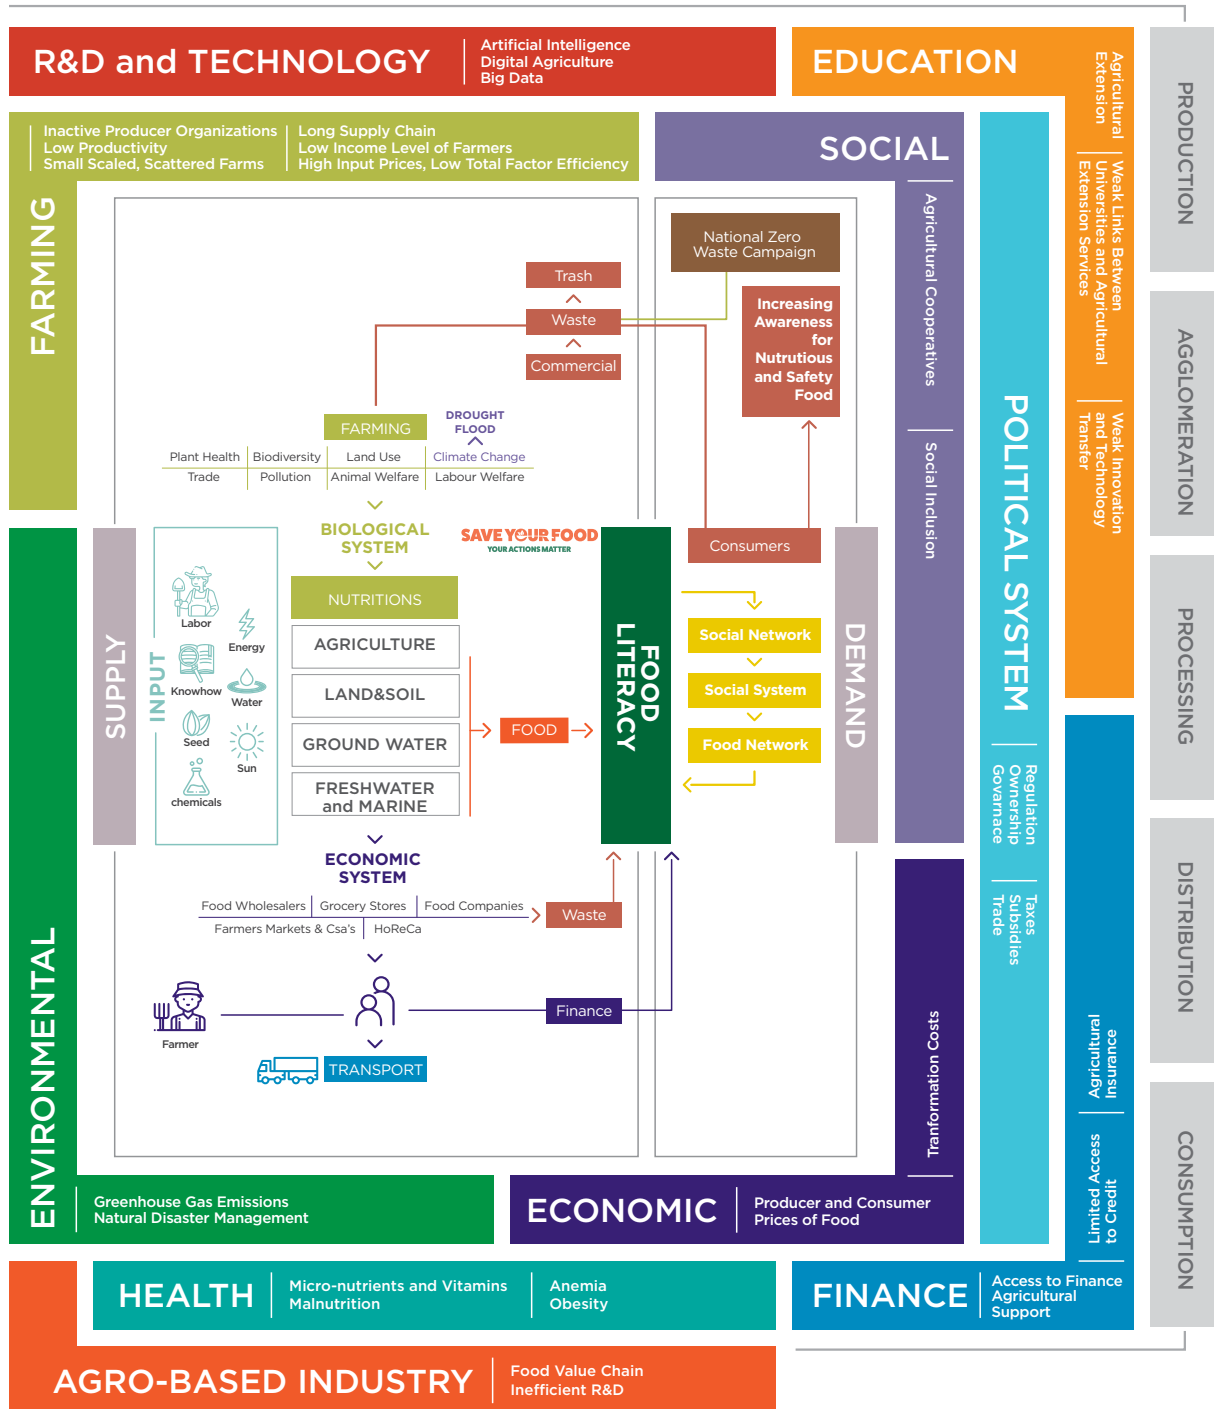 R&D and TECHNOLOGY
Artificial Intelligence
Digital Agriculture
Big Data
EDUCATION
Agricultural
Extension
Weak Links Between
Universities and Agricultural
Extension Services
Weak Innovation
and Technology
Transfer
PRODUCTION
AGGLOMERATION
PROCESSING
DISTRIBUTION
CONSUMPTION
Inactive Producer Organizations
Low Productivity
Small Scaled, Scattered Farms
Long Supply Chain
Low Income Level of Farmers
High Input Prices, Low Total Factor Efficiency
FARMING
SOCIAL
Agricultural Cooperatives
Social Inclusion
POLITICAL SYSTEM
Regulation
Ownership
Govarnace
Taxes
Subsidies
Trade
National Zero
Waste Campaign
Trash
Waste
Commercial
Increasing
Awareness
for
Nutrutious
and Safety
Food
FARMING
DROUGHT
FLOOD
Plant Health
Biodiversity
Land Use
Climate Change
Trade
Pollution
Animal Welfare
Labour Welfare
BIOLOGICAL
SYSTEM
SAVE YOUR FOOD
YOUR ACTIONS MATTER
Consumers
SUPPLY
INPUT
Labor
Energy
Knowhow
Water
Seed
Sun
chemicals
NUTRITIONS
AGRICULTURE
LAND&SOIL
GROUND WATER
FRESHWATER
and MARINE
FOOD
FOOD
LITERACY
Social Network
Social System
Food Network
DEMAND
ECONOMIC
SYSTEM
Food Wholesalers
Grocery Stores
Food Companies
Farmers Markets & Csa's
HoReCa
Waste
Farmer
Finance
TRANSPORT
ENVIRONMENTAL
Greenhouse Gas Emissions
Natural Disaster Management
ECONOMIC
Producer and Consumer
Prices of Food
Tranformation Costs
Agricultural
Insurance
Limited Access
to Credit
HEALTH
Micro-nutrients and Vitamins
Malnutrition
Anemia
Obesity
FINANCE
Access to Finance
Agricultural
Support
AGRO-BASED INDUSTRY
Food Value Chain
Inefficient R&D